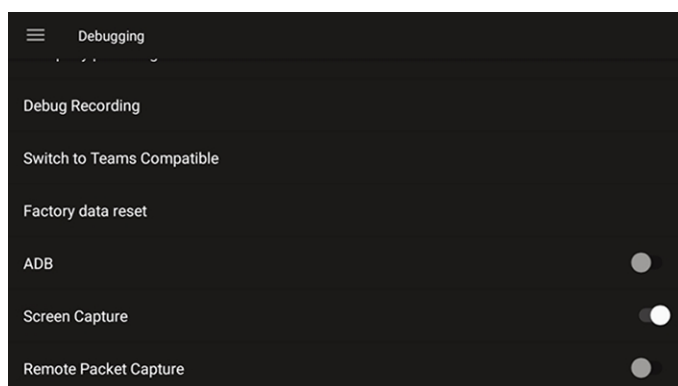 Debugging
Debug Recording
Switch to Teams Compatible
Factory data reset
ADB
Screen Capture
Remote Packet Capture